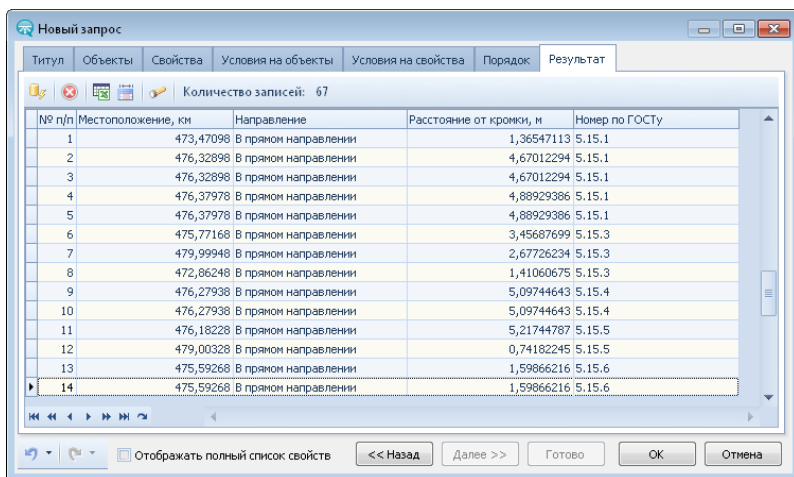 Новый запрос
Титул Объекты Свойства Условия на объекты Условия на свойства Порядок Результат
Количество записей: 67
№ п/п Местоположение, км Направление Расстояние от кромки, м Номер по ГОСТу
1 473,47098 В прямом направлении 1,36547113 5.15.1
2 476,32898 В прямом направлении 4,67012294 5.15.1
3 476,32898 В прямом направлении 4,67012294 5.15.1
4 476,37978 В прямом направлении 4,88929386 5.15.1
5 476,37978 В прямом направлении 4,88929386 5.15.1
6 475,77168 В прямом направлении 3,45687699 5.15.3
7 479,99948 В прямом направлении 2,67726234 5.15.3
8 472,86248 В прямом направлении 1,41060675 5.15.3
9 476,27938 В прямом направлении 5,09744643 5.15.4
10 476,27938 В прямом направлении 5,09744643 5.15.4
11 476,18228 В прямом направлении 5,21744787 5.15.5
12 479,00328 В прямом направлении 0,74182245 5.15.5
13 475,59268 В прямом направлении 1,59866216 5.15.6
14 475,59268 В прямом направлении 1,59866216 5.15.6
Отображать полный список свойств << Назад Далее >> Готово ОК Отмена